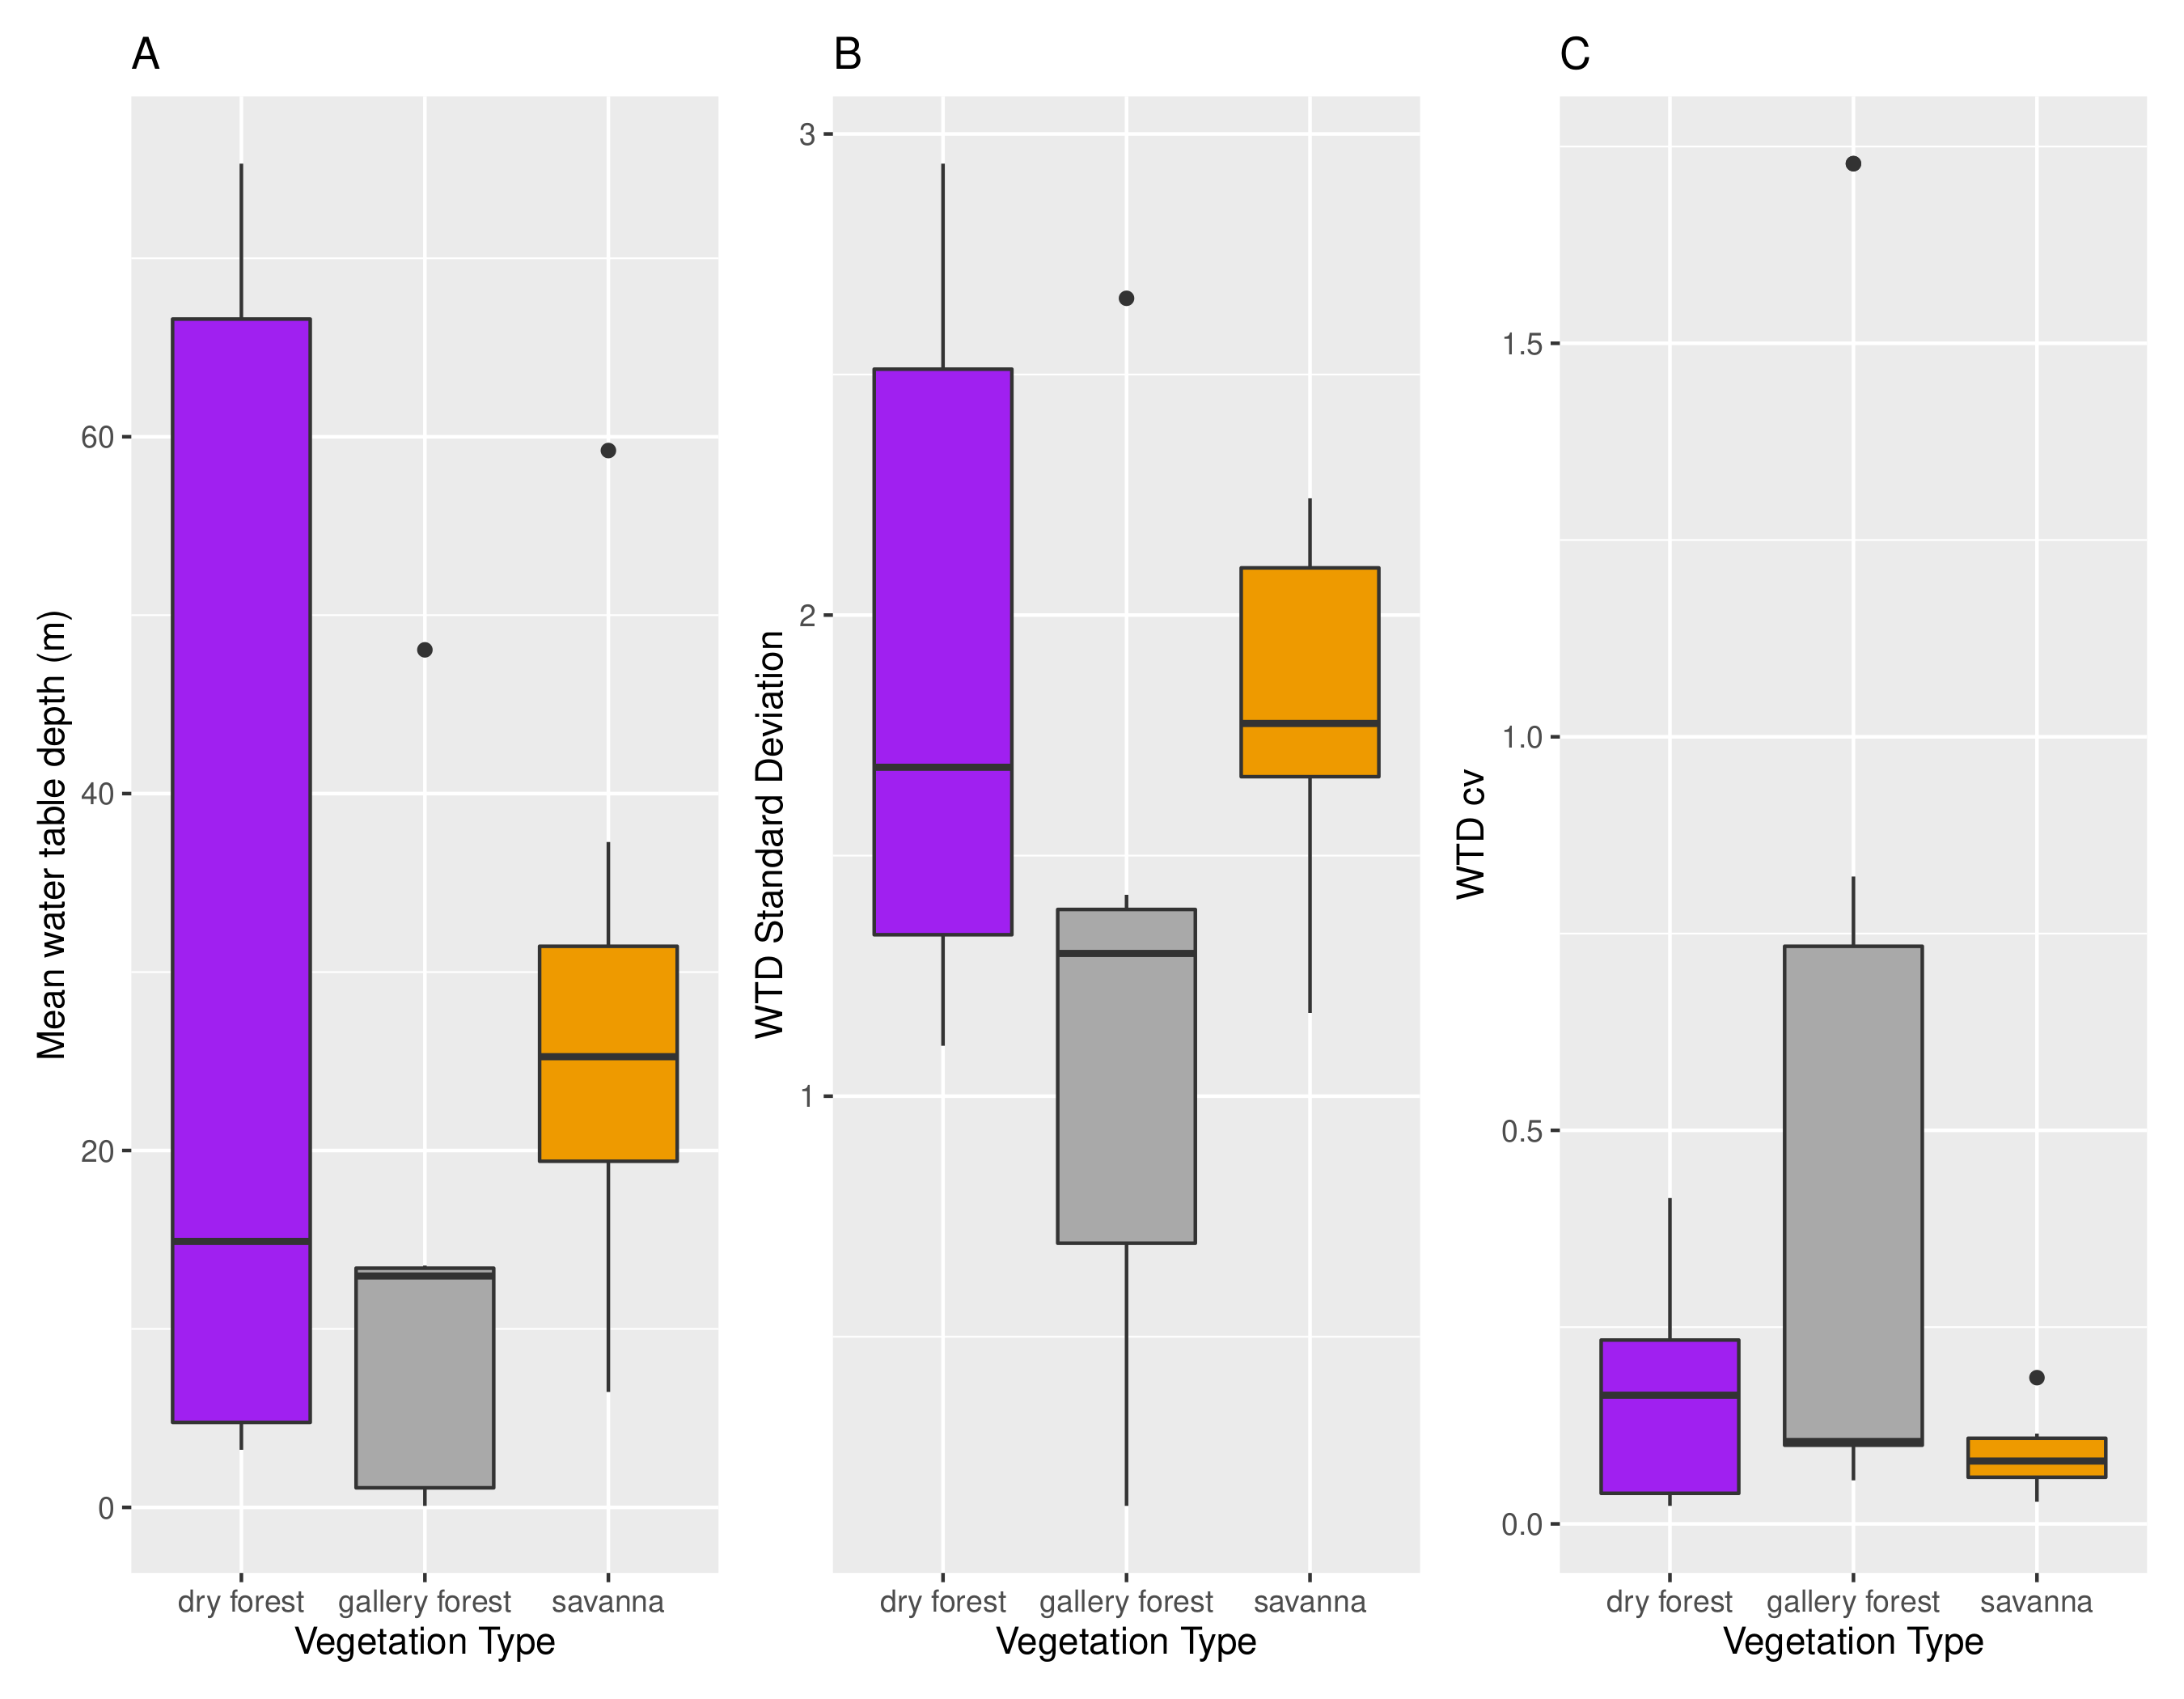 A
Mean water table depth (m)
60
40
20
0
dry forest gallery forest savanna
Vegetation Type
B
WTD Standard Deviation
3
2
1
dry forest gallery forest savanna
Vegetation Type
C
WTD cv
1.5
1.0
0.5
0.0
dry forest gallery forest savanna
Vegetation Type